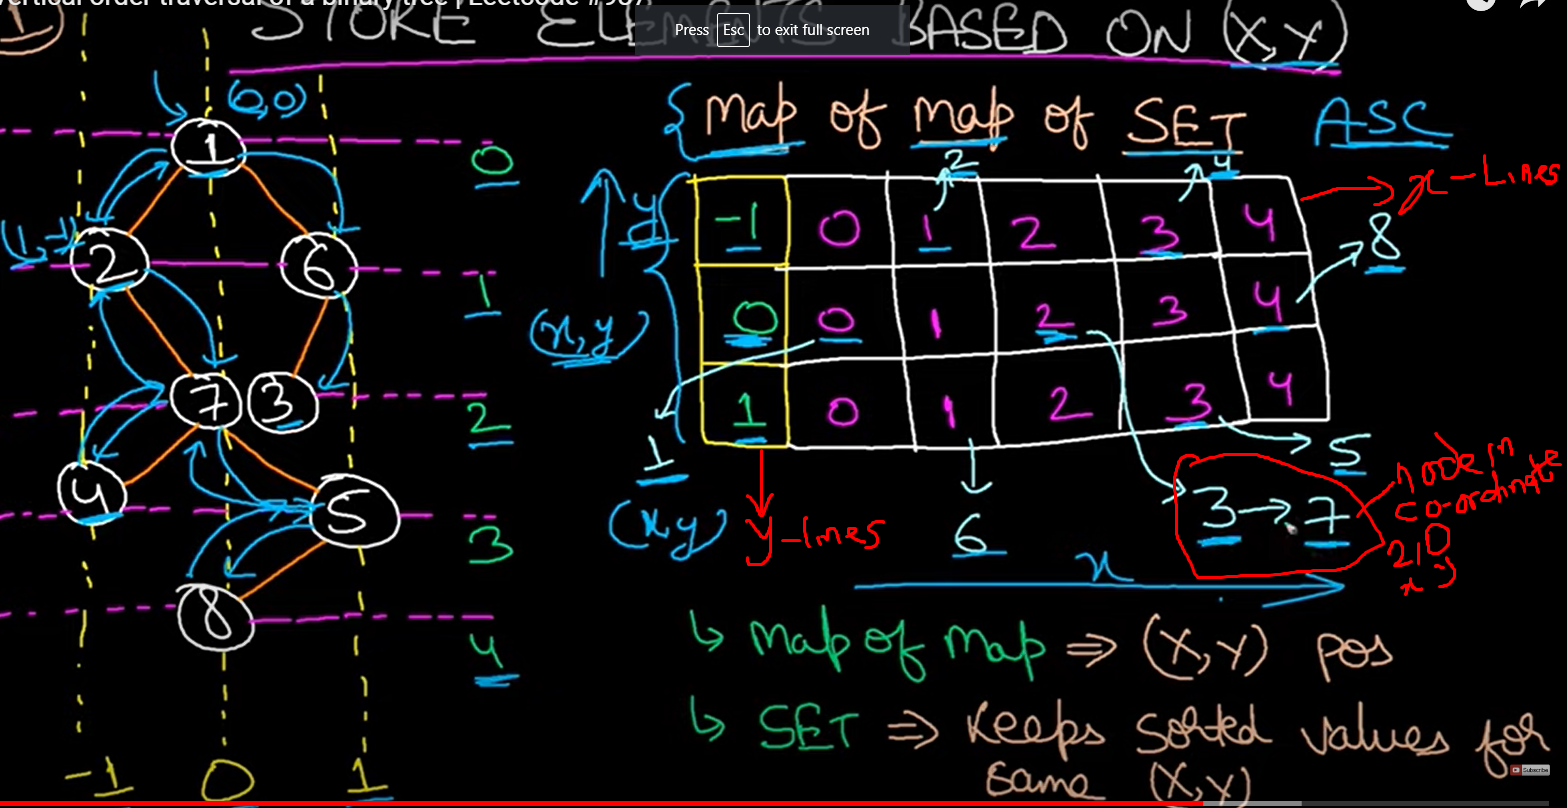 vertical order traversal of a binary tree | Leetcode #987
1) STORE ELEMENTS BASED ON (X,Y)
Press Esc to exit full screen
(0,0)
1
0
(1,-1)
2
6
1
7
3
2
4
5
3
8
4
-1 0 1
Map of Map of SET ASC
2 4
x-Lines
y
-1 0 1 2 3 4
8
(x,y)
0 0 1 2 3 4
1 0 1 2 3 4
1
5
(x,y)
y-lines
6
3→7
node in
co-ordinate
2,0
x y
x
↳ Map of Map ⇒ (X,Y) pos
↳ SET ⇒ Keeps sorted values for
same (X,Y)
Subscribe